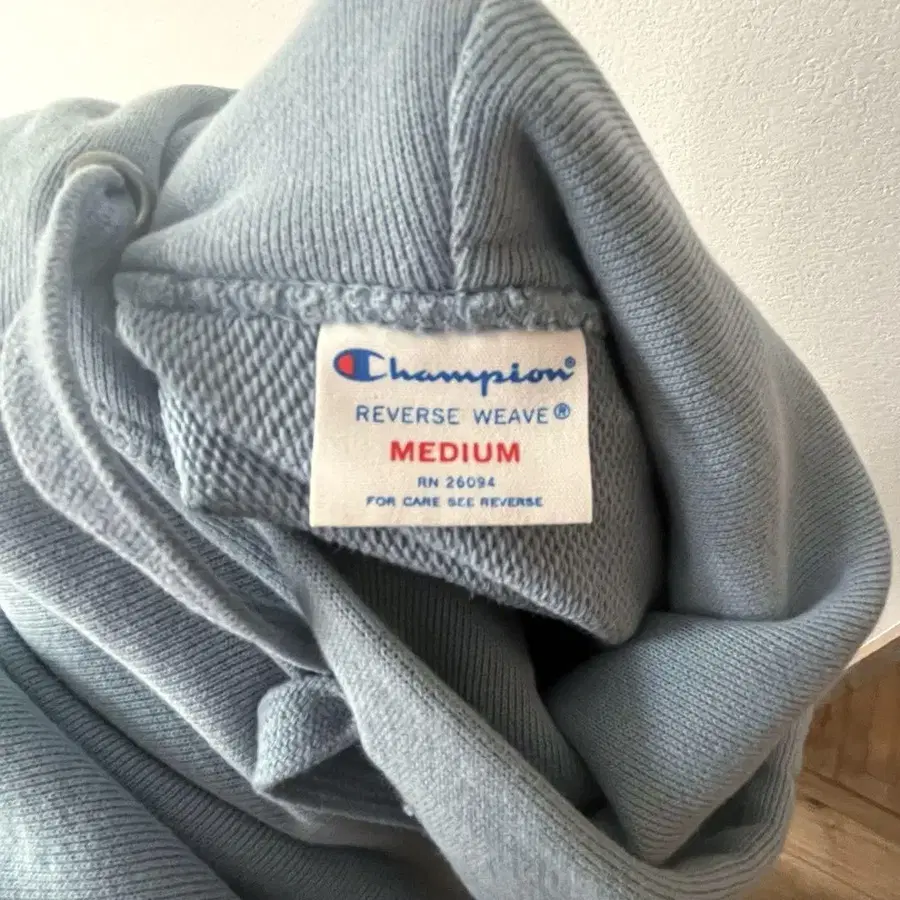 Champion®
REVERSE WEAVE®
MEDIUM
RN 26094
FOR CARE SEE REVERSE